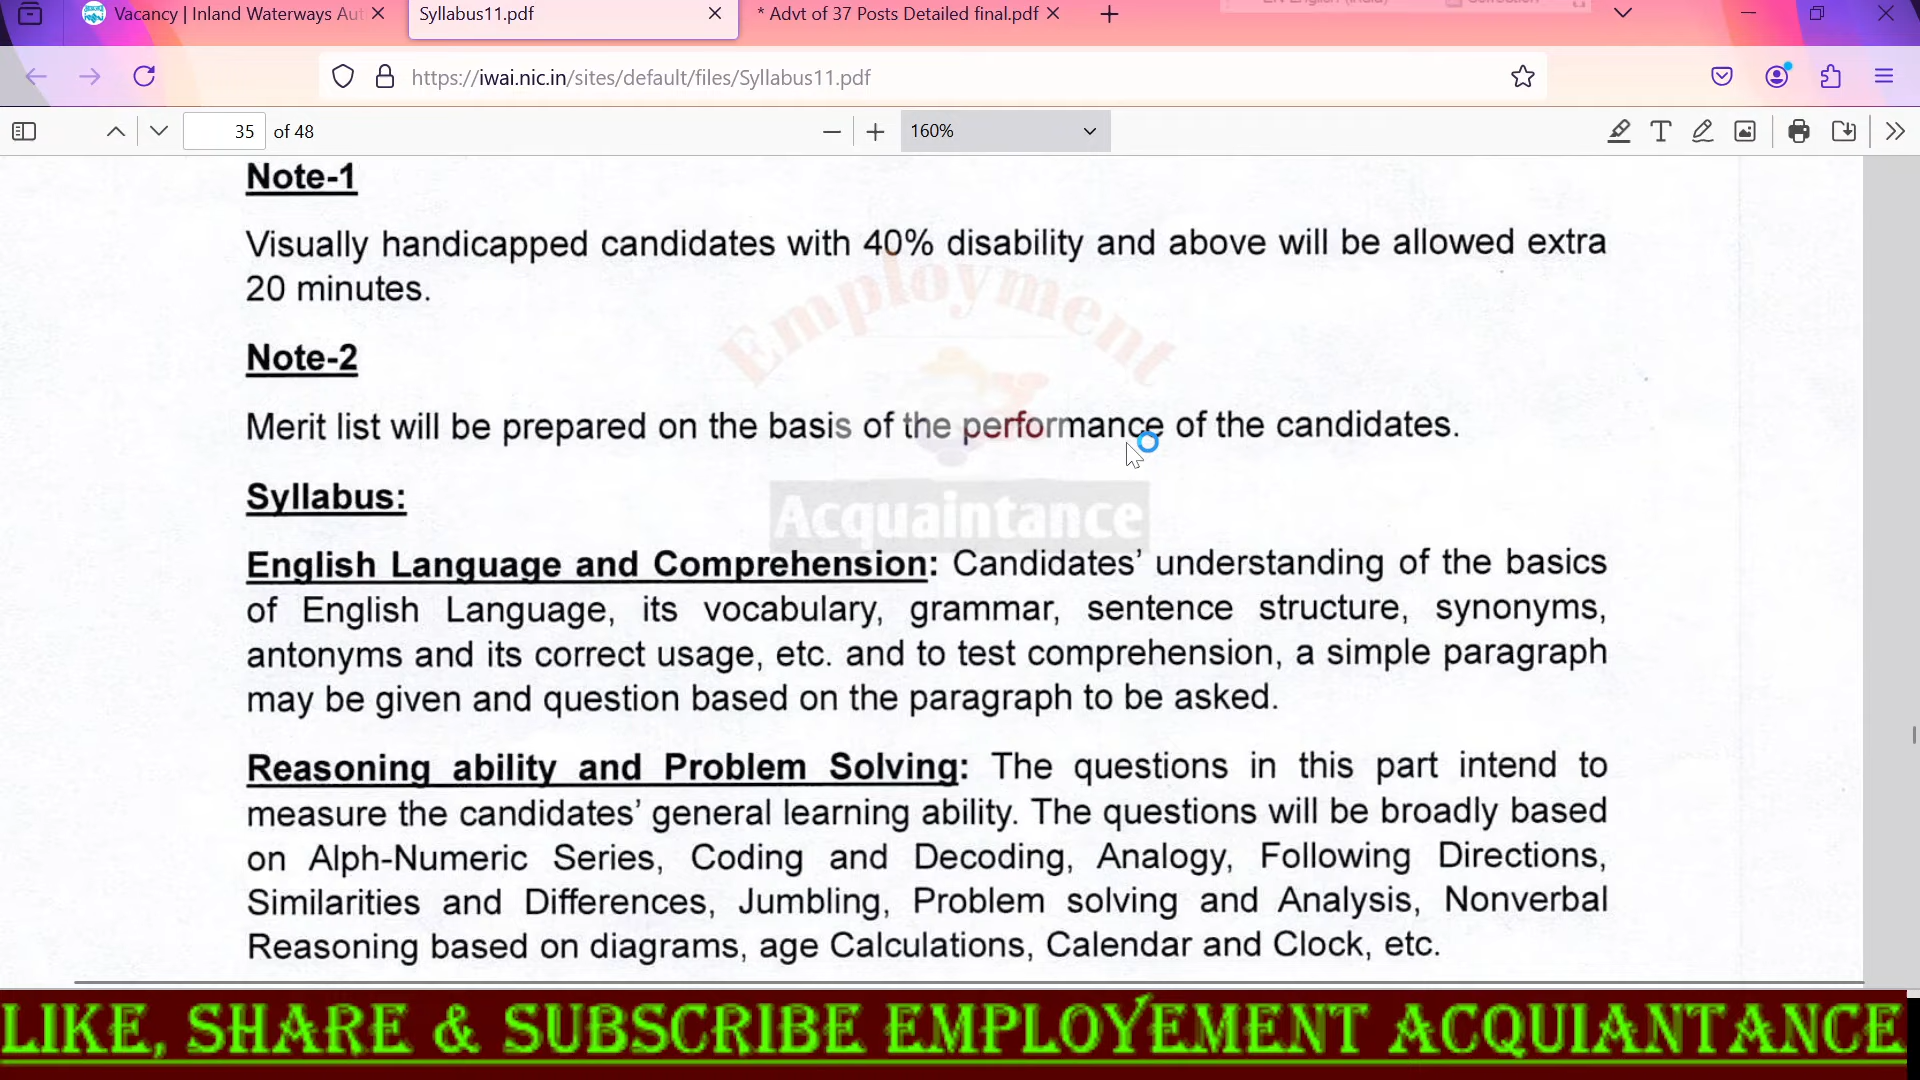 Vacancy | Inland Waterways Aut
Syllabus11.pdf
* Advt of 37 Posts Detailed final.pdf
https://iwai.nic.in/sites/default/files/Syllabus11.pdf
35 of 48
160%
Note-1
Visually handicapped candidates with 40% disability and above will be allowed extra
20 minutes.
Note-2
Merit list will be prepared on the basis of the performance of the candidates.
Syllabus:
English Language and Comprehension: Candidates' understanding of the basics
of English Language, its vocabulary, grammar, sentence structure, synonyms,
antonyms and its correct usage, etc. and to test comprehension, a simple paragraph
may be given and question based on the paragraph to be asked.
Reasoning ability and Problem Solving: The questions in this part intend to
measure the candidates' general learning ability. The questions will be broadly based
on Alph-Numeric Series, Coding and Decoding, Analogy, Following Directions,
Similarities and Differences, Jumbling, Problem solving and Analysis, Nonverbal
Reasoning based on diagrams, age Calculations, Calendar and Clock, etc.
Employment
Acquaintance
LIKE, SHARE & SUBSCRIBE EMPLOYEMENT ACQUIANTANCE